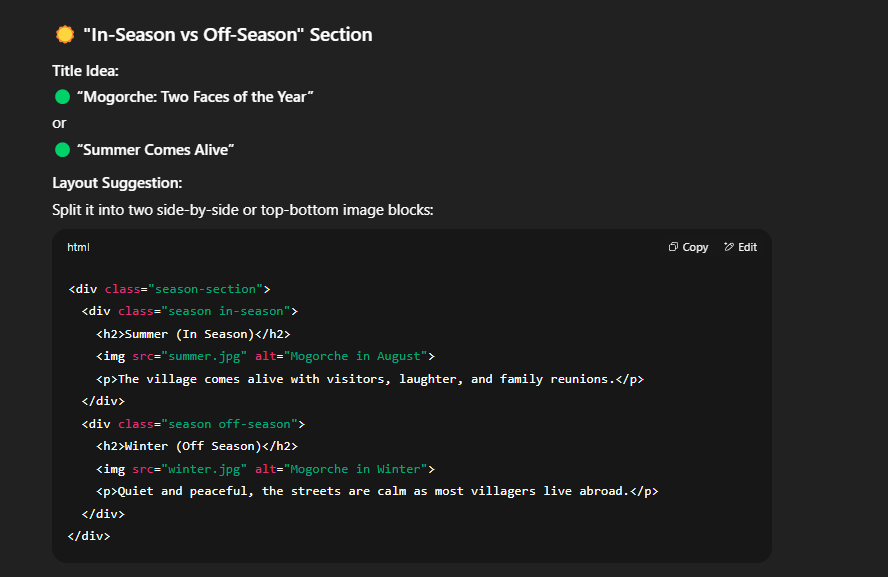 "In-Season vs Off-Season" Section
Title Idea:
“Mogorche: Two Faces of the Year”
or
“Summer Comes Alive”
Layout Suggestion:
Split it into two side-by-side or top-bottom image blocks:
html Copy Edit
<div class="season-section">
  <div class="season in-season">
    <h2>Summer (In Season)</h2>
    <img src="summer.jpg" alt="Mogorche in August">
    <p>The village comes alive with visitors, laughter, and family reunions.</p>
  </div>
  <div class="season off-season">
    <h2>Winter (Off Season)</h2>
    <img src="winter.jpg" alt="Mogorche in Winter">
    <p>Quiet and peaceful, the streets are calm as most villagers live abroad.</p>
  </div>
</div>